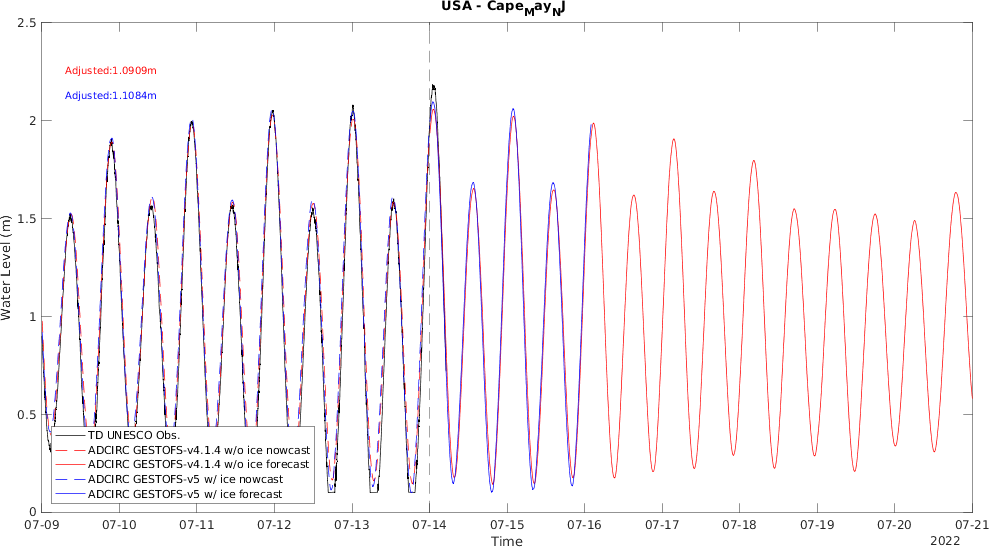 USA - Cape_May_NJ
Adjusted:1.0909m
Adjusted:1.1084m
2.5
2
1.5
1
0.5
0
Water Level (m)
TD UNESCO Obs.
ADCIRC GESTOFS-v4.1.4 w/o ice nowcast
ADCIRC GESTOFS-v4.1.4 w/o ice forecast
ADCIRC GESTOFS-v5 w/ ice nowcast
ADCIRC GESTOFS-v5 w/ ice forecast
07-09 07-10 07-11 07-12 07-13 07-14 07-15 07-16 07-17 07-18 07-19 07-20 07-21
Time
2022